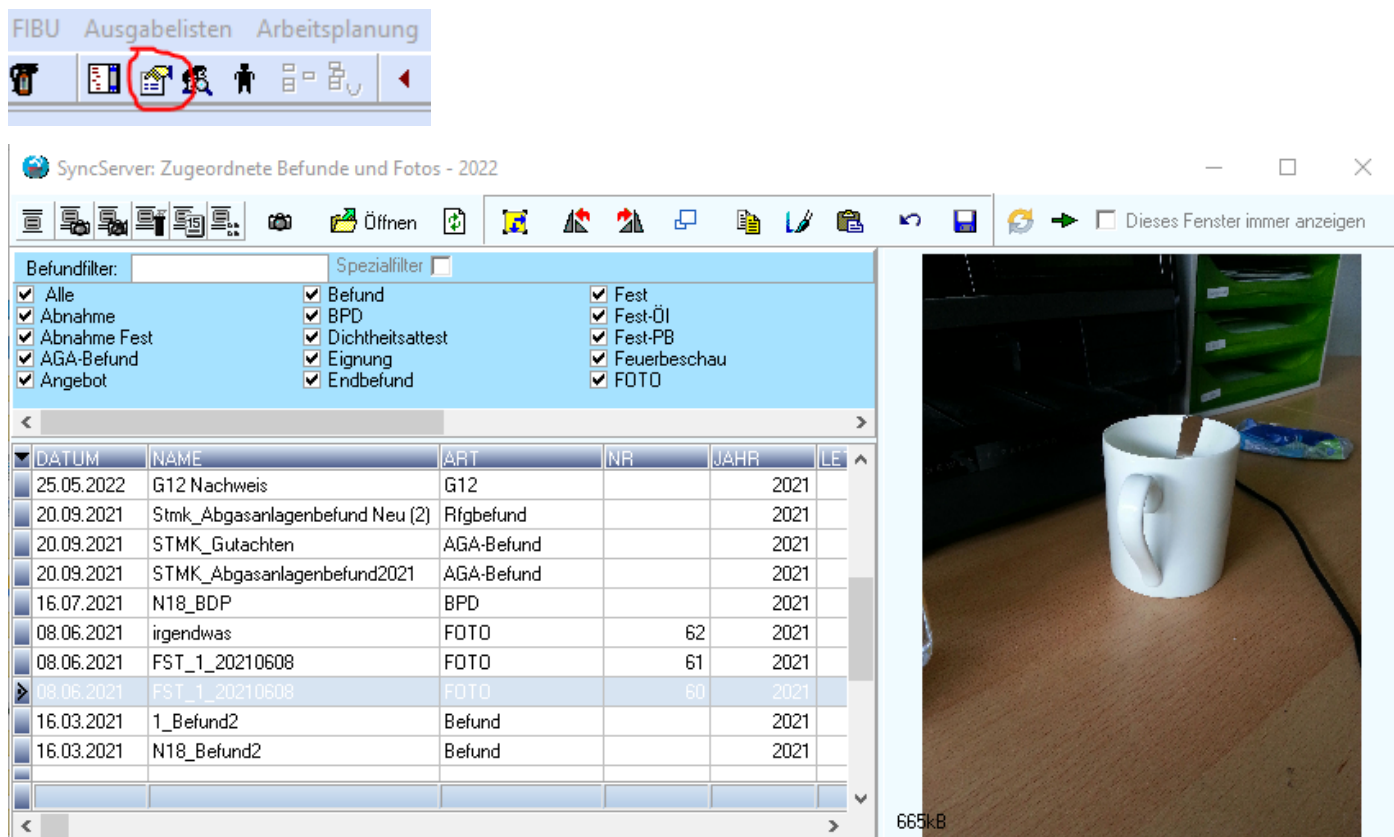 FIBU Ausgabelisten Arbeitsplanung
SyncServer: Zugeordnete Befunde und Fotos - 2022
Öffnen Dieses Fenster immer anzeigen
Befundfilter: Spezialfilter
Alle Befund Fest
Abnahme BPD Fest-Öl
Abnahme Fest Dichtheitsattest Fest-PB
AGA-Befund Eignung Feuerbeschau
Angebot Endbefund FOTO
DATUM NAME ART NR JAHR LET
25.05.2022 G12 Nachweis G12 2021
20.09.2021 Stmk_Abgasanlagenbefund Neu (2) Rfgbefund 2021
20.09.2021 STMK_Gutachten AGA-Befund 2021
20.09.2021 STMK_Abgasanlagenbefund2021 AGA-Befund 2021
16.07.2021 N18_BDP BPD 2021
08.06.2021 irgendwas FOTO 62 2021
08.06.2021 FST_1_20210608 FOTO 61 2021
08.06.2021 FST_1_20210608 FOTO 60 2021
16.03.2021 1_Befund2 Befund 2021
16.03.2021 N18_Befund2 Befund 2021
665kB